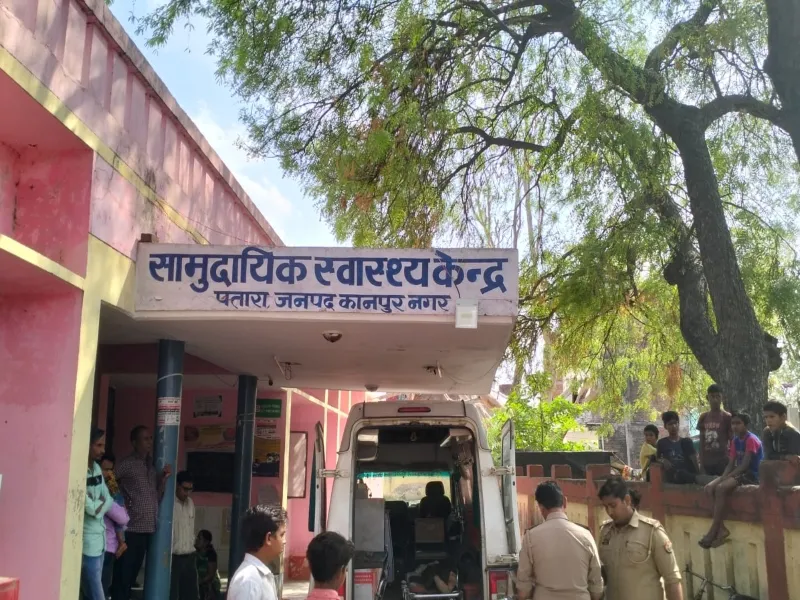 सामुदायिक स्वास्थ्य केन्द्र
पतारा जनपद कानपुर नगर